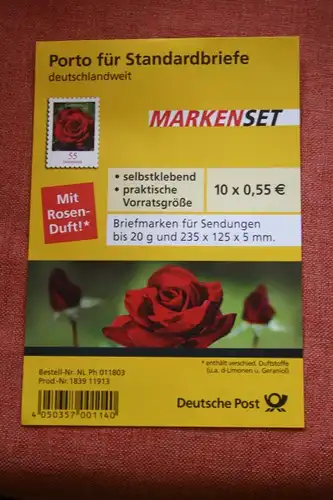 Porto für Standardbriefe
deutschlandweit
55
MARKENSET
• selbstklebend
• praktische
Vorratsgröße
10 x 0,55 €
Mit
Rosen-
Duft!*
Briefmarken für Sendungen
bis 20 g und 235 x 125 x 5 mm.
* enthält verschied. Duftstoffe
(u.a. d-Limonen u. Geraniol)
Bestell-Nr. NL Ph 011803
Prod.-Nr. 1839 11913
4 050357 001140
Deutsche Post